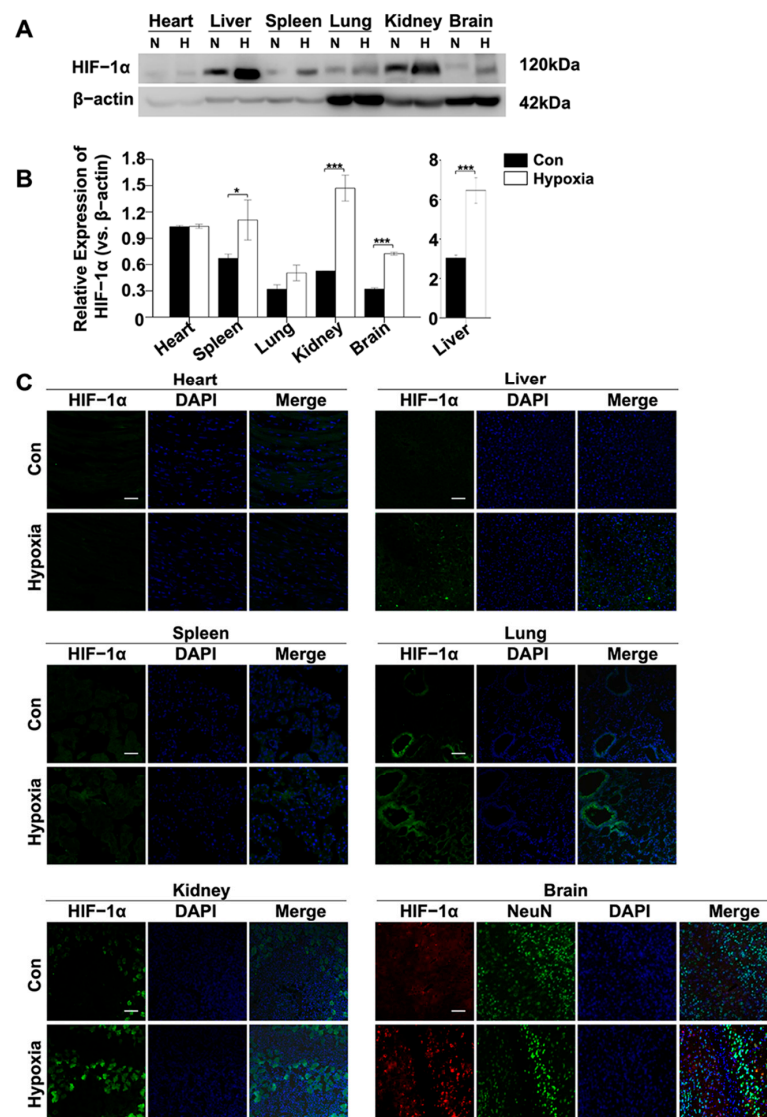 A
Heart Liver Spleen Lung Kidney Brain
N H N H N H N H N H N H
HIF−1α 120kDa
β−actin 42kDa
B
Relative Expression of
HIF−1α (vs. β−actin)
1.8
1.5
1.2
0.9
0.6
0.3
0
* *** ***
Heart Spleen Lung Kidney Brain
8
6
4
2
0
***
Liver
Con
Hypoxia
C
Heart Liver
HIF−1α DAPI Merge HIF−1α DAPI Merge
Con
Hypoxia
Spleen Lung
HIF−1α DAPI Merge HIF−1α DAPI Merge
Con
Hypoxia
Kidney Brain
HIF−1α DAPI Merge HIF−1α NeuN DAPI Merge
Con
Hypoxia